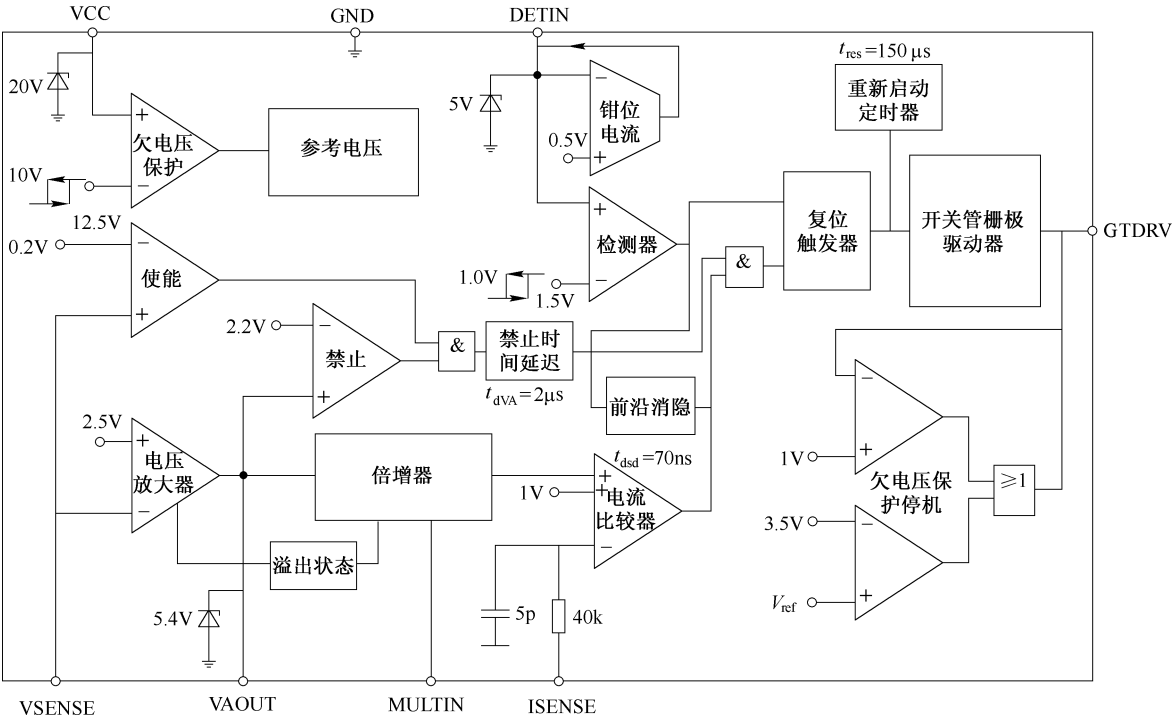 VCC
GND
DETIN
20V
+
欠电压
保护
−
10V
12.5V
参考电压
5V
−
钳位
电流
0.5V
+
t_res=150 μs
重新启动
定时器
+
检测器
−
1.0V
1.5V
&
复位
触发器
开关管栅极
驱动器
GTDRV
0.2V
−
使能
+
2.2V
−
禁止
+
&
禁止时
间延迟
t_dVA=2μs
前沿消隐
t_dsd=70ns
2.5V
+
电压
放大器
−
倍增器
溢出状态
5.4V
1V
+
+
电流
比较器
−
5p
40k
−
1V
+
欠电压保
护停机
≥1
3.5V
−
V_ref
+
VSENSE
VAOUT
MULTIN
ISENSE